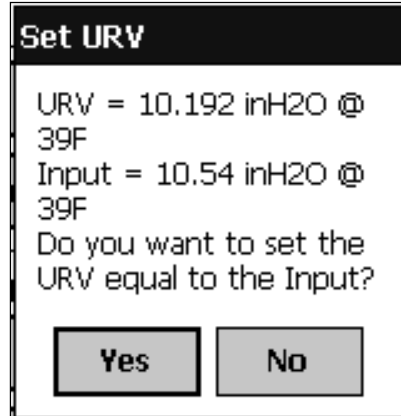 Set URV
URV = 10.192 inH2O @
39F
Input = 10.54 inH2O @
39F
Do you want to set the
URV equal to the Input?
Yes No